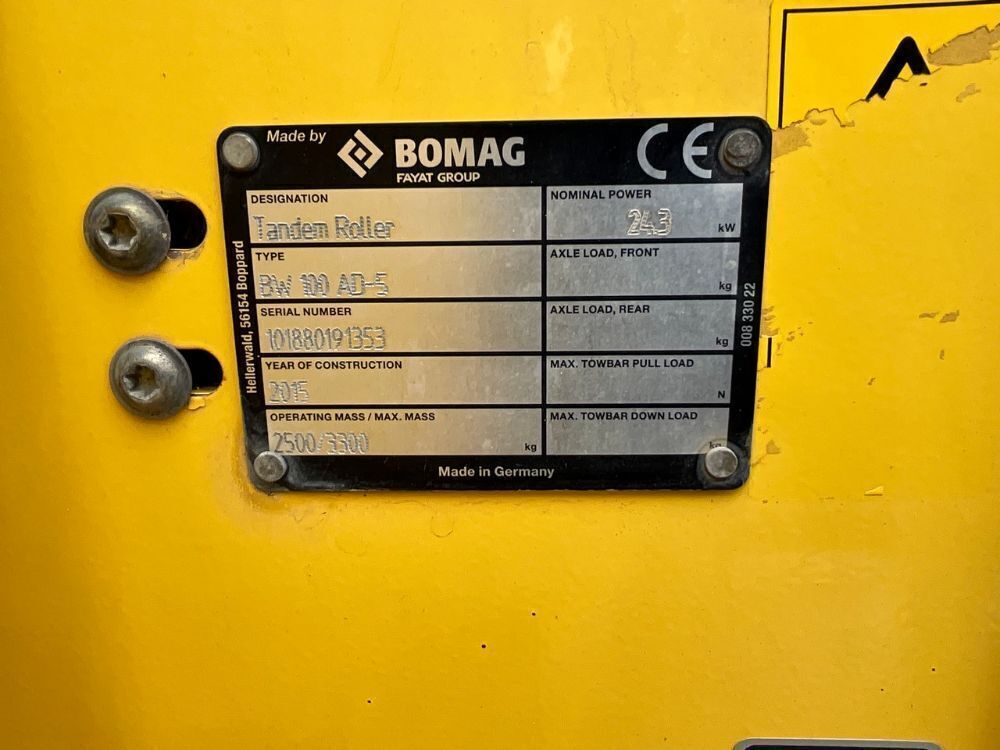 Made by
BOMAG
FAYAT GROUP
CE
DESIGNATION
Tandem Roller
NOMINAL POWER
24.3 kW
TYPE
BW 100 AD-5
AXLE LOAD, FRONT
kg
SERIAL NUMBER
101880191353
AXLE LOAD, REAR
kg
YEAR OF CONSTRUCTION
2015
MAX. TOWBAR PULL LOAD
N
OPERATING MASS / MAX. MASS
2500/3300 kg
MAX. TOWBAR DOWN LOAD
kg
Hellerwald, 56154 Boppard
008 330 22
Made in Germany